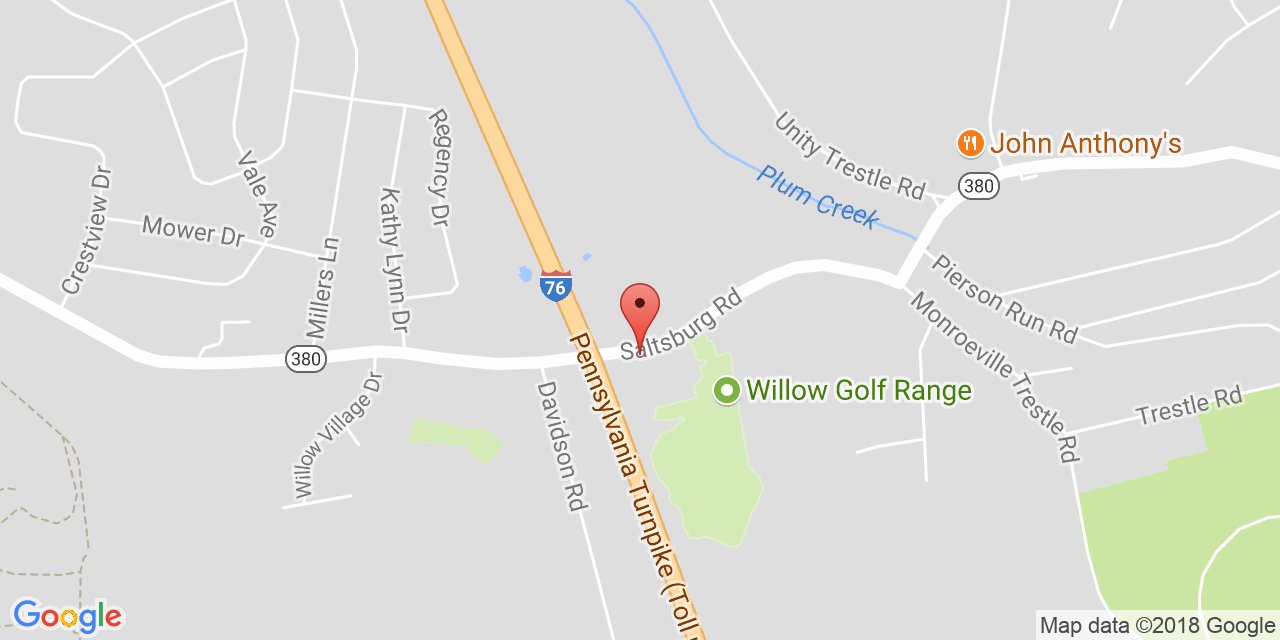 Regency Dr
Unity Trestle Rd
John Anthony's
Vale Ave
Crestview Dr
Plum Creek
380
Kathy Lynn Dr
Mower Dr
Millers Ln
76
Pierson Run Rd
Saltsburg Rd
Monroeville Trestle Rd
380
Willow Village Dr
Davidson Rd
Pennsylvania Turnpike (Toll
Willow Golf Range
Trestle Rd
Google
Map data ©2018 Google